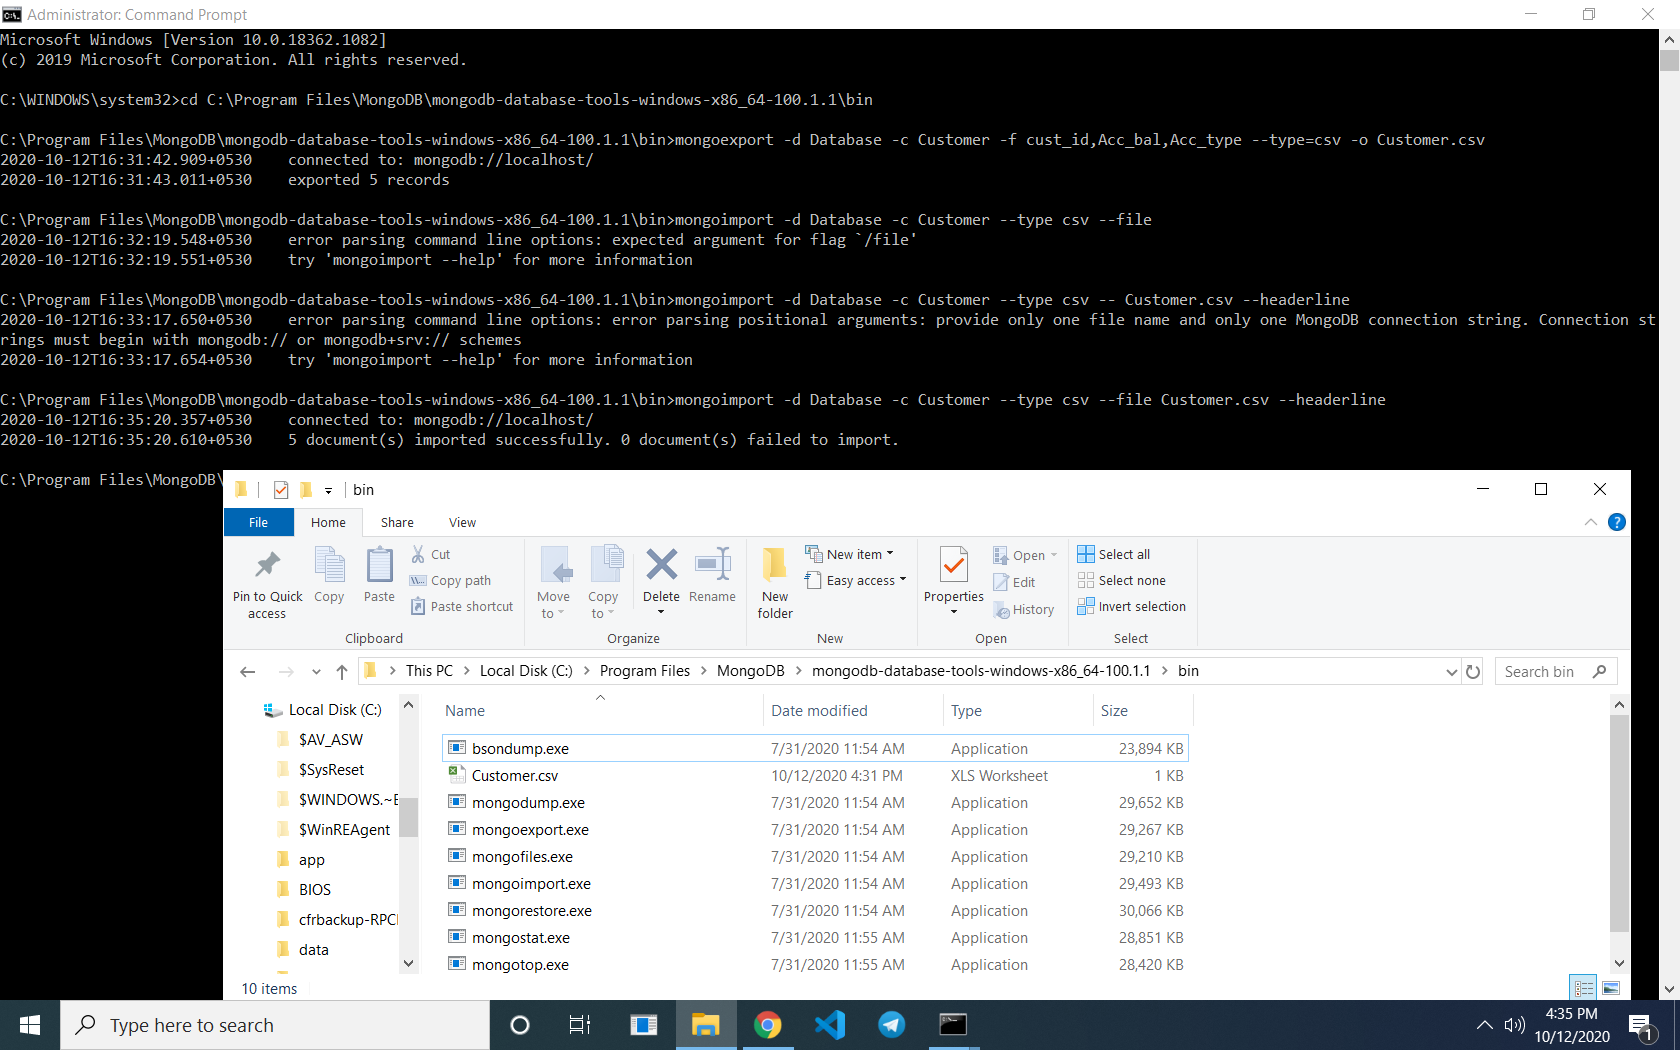 Administrator: Command Prompt
Microsoft Windows [Version 10.0.18362.1082]
(c) 2019 Microsoft Corporation. All rights reserved.
C:\WINDOWS\system32>cd C:\Program Files\MongoDB\mongodb-database-tools-windows-x86_64-100.1.1\bin
C:\Program Files\MongoDB\mongodb-database-tools-windows-x86_64-100.1.1\bin>mongoexport -d Database -c Customer -f cust_id,Acc_bal,Acc_type --type=csv -o Customer.csv
2020-10-12T16:31:42.909+0530    connected to: mongodb://localhost/
2020-10-12T16:31:43.011+0530    exported 5 records
C:\Program Files\MongoDB\mongodb-database-tools-windows-x86_64-100.1.1\bin>mongoimport -d Database -c Customer --type csv --file
2020-10-12T16:32:19.548+0530    error parsing command line options: expected argument for flag `/file'
2020-10-12T16:32:19.551+0530    try 'mongoimport --help' for more information
C:\Program Files\MongoDB\mongodb-database-tools-windows-x86_64-100.1.1\bin>mongoimport -d Database -c Customer --type csv -- Customer.csv --headerline
2020-10-12T16:33:17.650+0530    error parsing command line options: error parsing positional arguments: provide only one file name and only one MongoDB connection string. Connection st
rings must begin with mongodb:// or mongodb+srv:// schemes
2020-10-12T16:33:17.654+0530    try 'mongoimport --help' for more information
C:\Program Files\MongoDB\mongodb-database-tools-windows-x86_64-100.1.1\bin>mongoimport -d Database -c Customer --type csv --file Customer.csv --headerline
2020-10-12T16:35:20.357+0530    connected to: mongodb://localhost/
2020-10-12T16:35:20.610+0530    5 document(s) imported successfully. 0 document(s) failed to import.
C:\Program Files\MongoDB\
bin
File Home Share View
Pin to Quick access
Copy
Paste
Cut
Copy path
Paste shortcut
Clipboard
Move to
Copy to
Delete
Rename
Organize
New folder
New item
Easy access
New
Properties
Open
Edit
History
Open
Select all
Select none
Invert selection
Select
This PC > Local Disk (C:) > Program Files > MongoDB > mongodb-database-tools-windows-x86_64-100.1.1 > bin
Search bin
Local Disk (C:)
$AV_ASW
$SysReset
$WINDOWS.~B
$WinREAgent
app
BIOS
cfrbackup-RPCI
data
Name Date modified Type Size
bsondump.exe 7/31/2020 11:54 AM Application 23,894 KB
Customer.csv 10/12/2020 4:31 PM XLS Worksheet 1 KB
mongodump.exe 7/31/2020 11:54 AM Application 29,652 KB
mongoexport.exe 7/31/2020 11:54 AM Application 29,267 KB
mongofiles.exe 7/31/2020 11:54 AM Application 29,210 KB
mongoimport.exe 7/31/2020 11:54 AM Application 29,493 KB
mongorestore.exe 7/31/2020 11:54 AM Application 30,066 KB
mongostat.exe 7/31/2020 11:55 AM Application 28,851 KB
mongotop.exe 7/31/2020 11:55 AM Application 28,420 KB
10 items
Type here to search
4:35 PM
10/12/2020
1